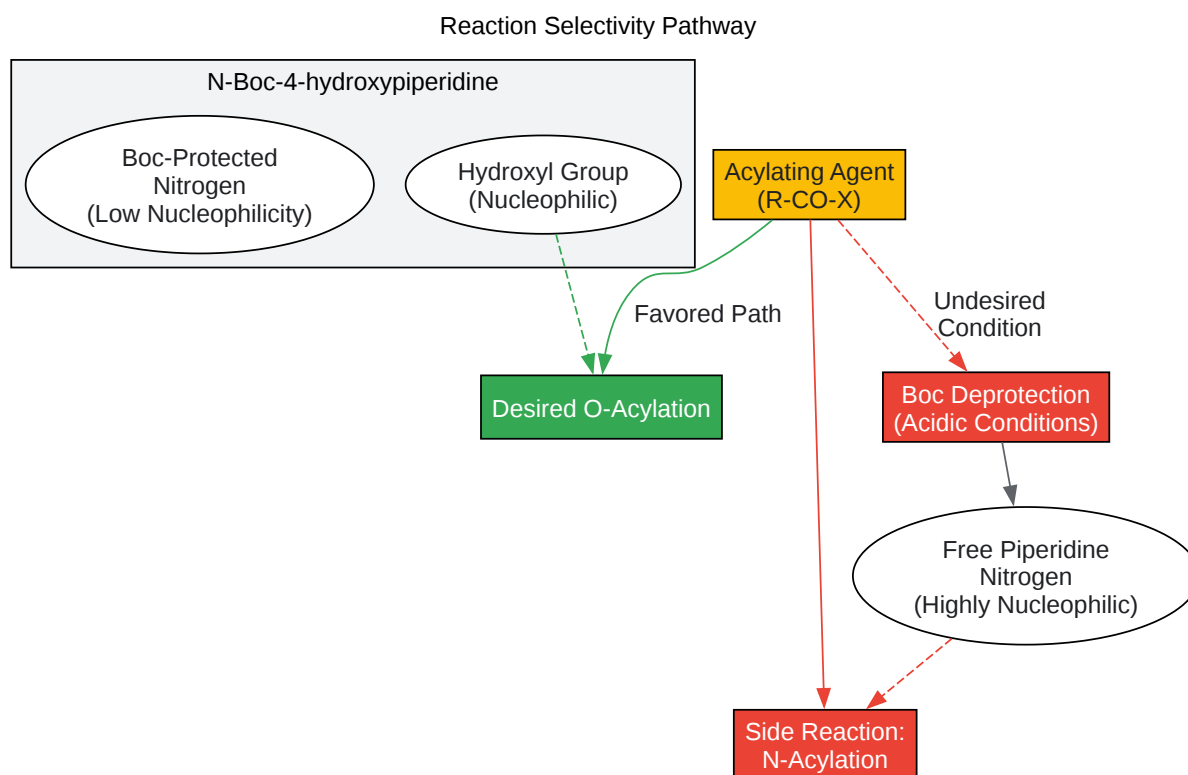 Reaction Selectivity Pathway
N-Boc-4-hydroxypiperidine
Boc-Protected
Nitrogen
(Low Nucleophilicity)
Hydroxyl Group
(Nucleophilic)
Acylating Agent
(R-CO-X)
Favored Path
Undesired
Condition
Desired O-Acylation
Boc Deprotection
(Acidic Conditions)
Free Piperidine
Nitrogen
(Highly Nucleophilic)
Side Reaction:
N-Acylation